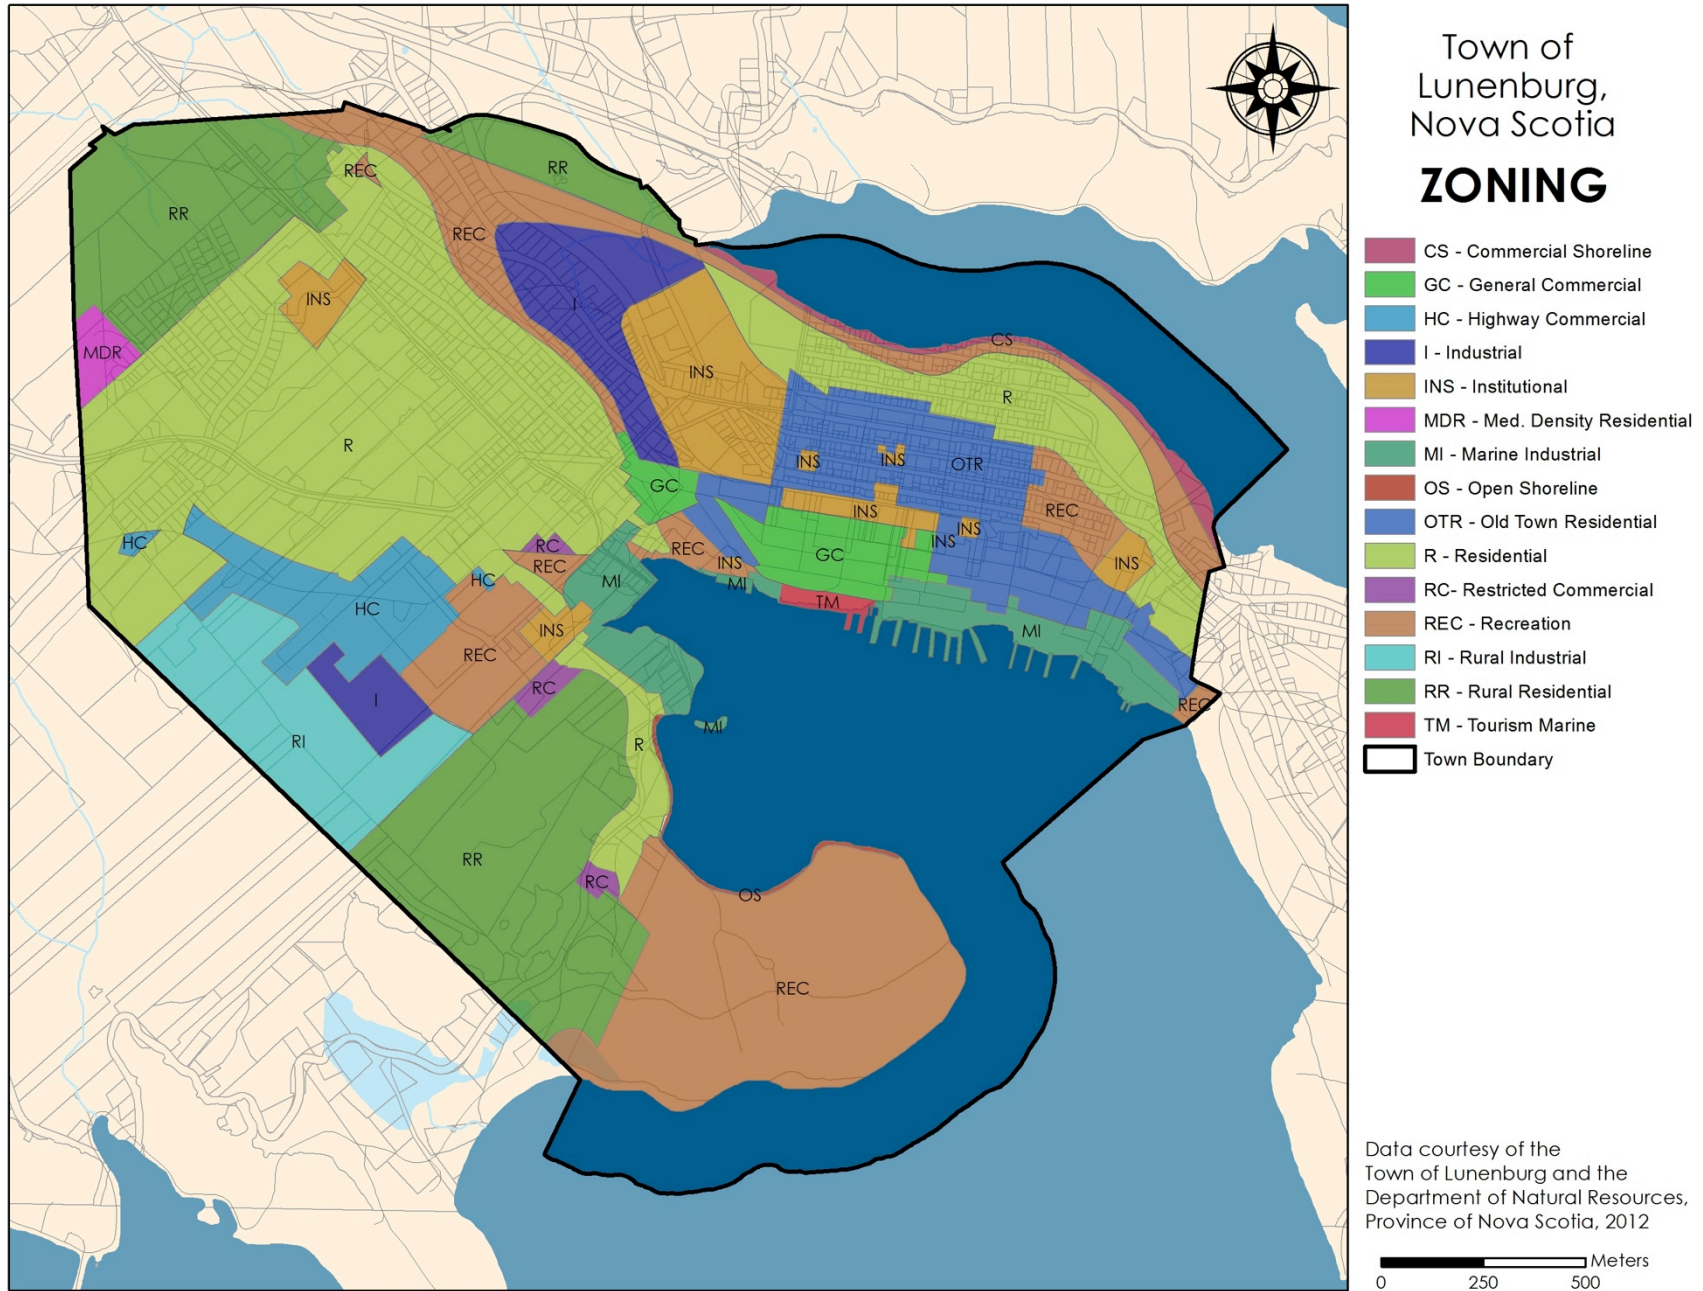 Town of
Lunenburg,
Nova Scotia
ZONING
CS - Commercial Shoreline
GC - General Commercial
HC - Highway Commercial
I - Industrial
INS - Institutional
MDR - Med. Density Residential
MI - Marine Industrial
OS - Open Shoreline
OTR - Old Town Residential
R - Residential
RC- Restricted Commercial
REC - Recreation
RI - Rural Industrial
RR - Rural Residential
TM - Tourism Marine
Town Boundary
Data courtesy of the
Town of Lunenburg and the
Department of Natural Resources,
Province of Nova Scotia, 2012
Meters
0 250 500
RR
REC
RR
REC
INS
I
CS
MDR
INS
R
R
INS
INS
OTR
GC
INS
REC
INS
INS
HC
RC
REC
REC
INS
GC
INS
HC
MI
MI
HC
TM
INS
MI
REC
RC
I
REC
MI
RI
R
RR
RC
OS
REC